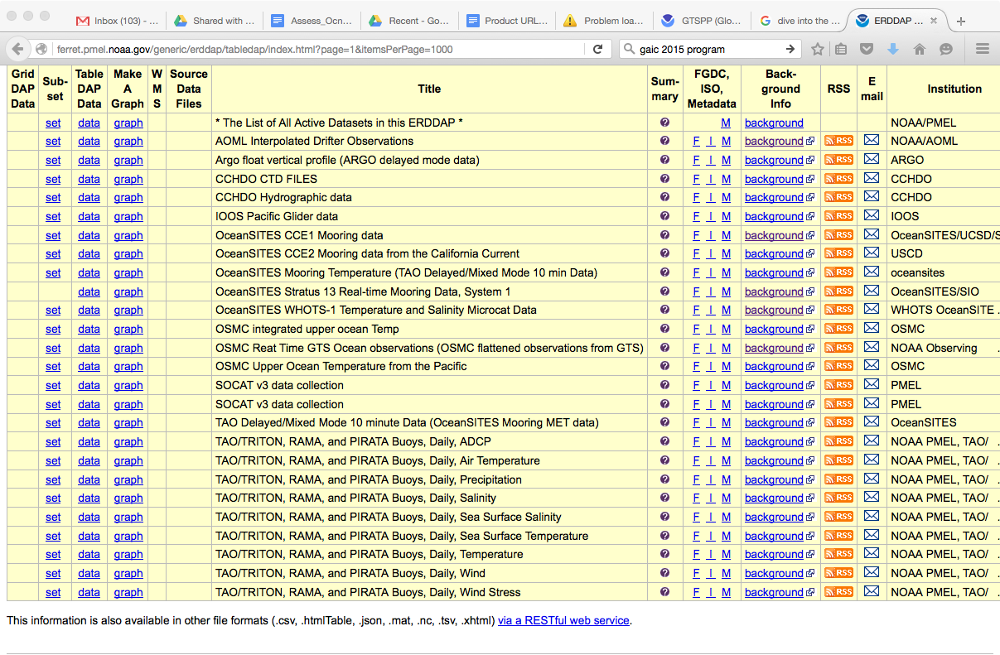 Inbox (103) - ... Shared with ... Assess_Ocn... Recent - Go... Product URL... Problem loa... GTSPP (Glo... dive into the ... ERDDAP ...
ferret.pmel.noaa.gov/generic/erddap/tabledap/index.html?page=1&itemsPerPage=1000 gaic 2015 program
Grid DAP Data Sub-set Table DAP Data Make A Graph W M S Source Data Files Title Sum-mary FGDC, ISO, Metadata Back-ground Info RSS E mail Institution
set data graph * The List of All Active Datasets in this ERDDAP * ? M background NOAA/PMEL
set data graph AOML Interpolated Drifter Observations ? F I M background RSS NOAA/AOML
set data graph Argo float vertical profile (ARGO delayed mode data) ? F I M background RSS ARGO
set data graph CCHDO CTD FILES ? F I M background RSS CCHDO
set data graph CCHDO Hydrographic data ? F I M background RSS CCHDO
set data graph IOOS Pacific Glider data ? F I M background RSS IOOS
set data graph OceanSITES CCE1 Mooring data ? F I M background RSS OceanSITES/UCSD/S
set data graph OceanSITES CCE2 Mooring data from the California Current ? F I M background RSS USCD
set data graph OceanSITES Mooring Temperature (TAO Delayed/Mixed Mode 10 min Data) ? F I M background RSS oceansites
data graph OceanSITES Stratus 13 Real-time Mooring Data, System 1 ? F I M background RSS OceanSITES/SIO
set data graph OceanSITES WHOTS-1 Temperature and Salinity Microcat Data ? F I M background RSS WHOTS OceanSITE .
set data graph OSMC integrated upper ocean Temp ? F I M background RSS OSMC
set data graph OSMC Reat Time GTS Ocean observations (OSMC flattened observations from GTS) ? F I M background RSS NOAA Observing .
set data graph OSMC Upper Ocean Temperature from the Pacific ? F I M background RSS OSMC
set data graph SOCAT v3 data collection ? F I M background RSS PMEL
set data graph SOCAT v3 data collection ? F I M background RSS PMEL
set data graph TAO Delayed/Mixed Mode 10 minute Data (OceanSITES Mooring MET data) ? F I M background RSS OceanSITES
set data graph TAO/TRITON, RAMA, and PIRATA Buoys, Daily, ADCP ? F I M background RSS NOAA PMEL, TAO/ .
set data graph TAO/TRITON, RAMA, and PIRATA Buoys, Daily, Air Temperature ? F I M background RSS NOAA PMEL, TAO/ .
set data graph TAO/TRITON, RAMA, and PIRATA Buoys, Daily, Precipitation ? F I M background RSS NOAA PMEL, TAO/ .
set data graph TAO/TRITON, RAMA, and PIRATA Buoys, Daily, Salinity ? F I M background RSS NOAA PMEL, TAO/ .
set data graph TAO/TRITON, RAMA, and PIRATA Buoys, Daily, Sea Surface Salinity ? F I M background RSS NOAA PMEL, TAO/ .
set data graph TAO/TRITON, RAMA, and PIRATA Buoys, Daily, Sea Surface Temperature ? F I M background RSS NOAA PMEL, TAO/ .
set data graph TAO/TRITON, RAMA, and PIRATA Buoys, Daily, Temperature ? F I M background RSS NOAA PMEL, TAO/ .
set data graph TAO/TRITON, RAMA, and PIRATA Buoys, Daily, Wind ? F I M background RSS NOAA PMEL, TAO/ .
set data graph TAO/TRITON, RAMA, and PIRATA Buoys, Daily, Wind Stress ? F I M background RSS NOAA PMEL, TAO/ .
This information is also available in other file formats (.csv, .htmlTable, .json, .mat, .nc, .tsv, .xhtml) via a RESTful web service.